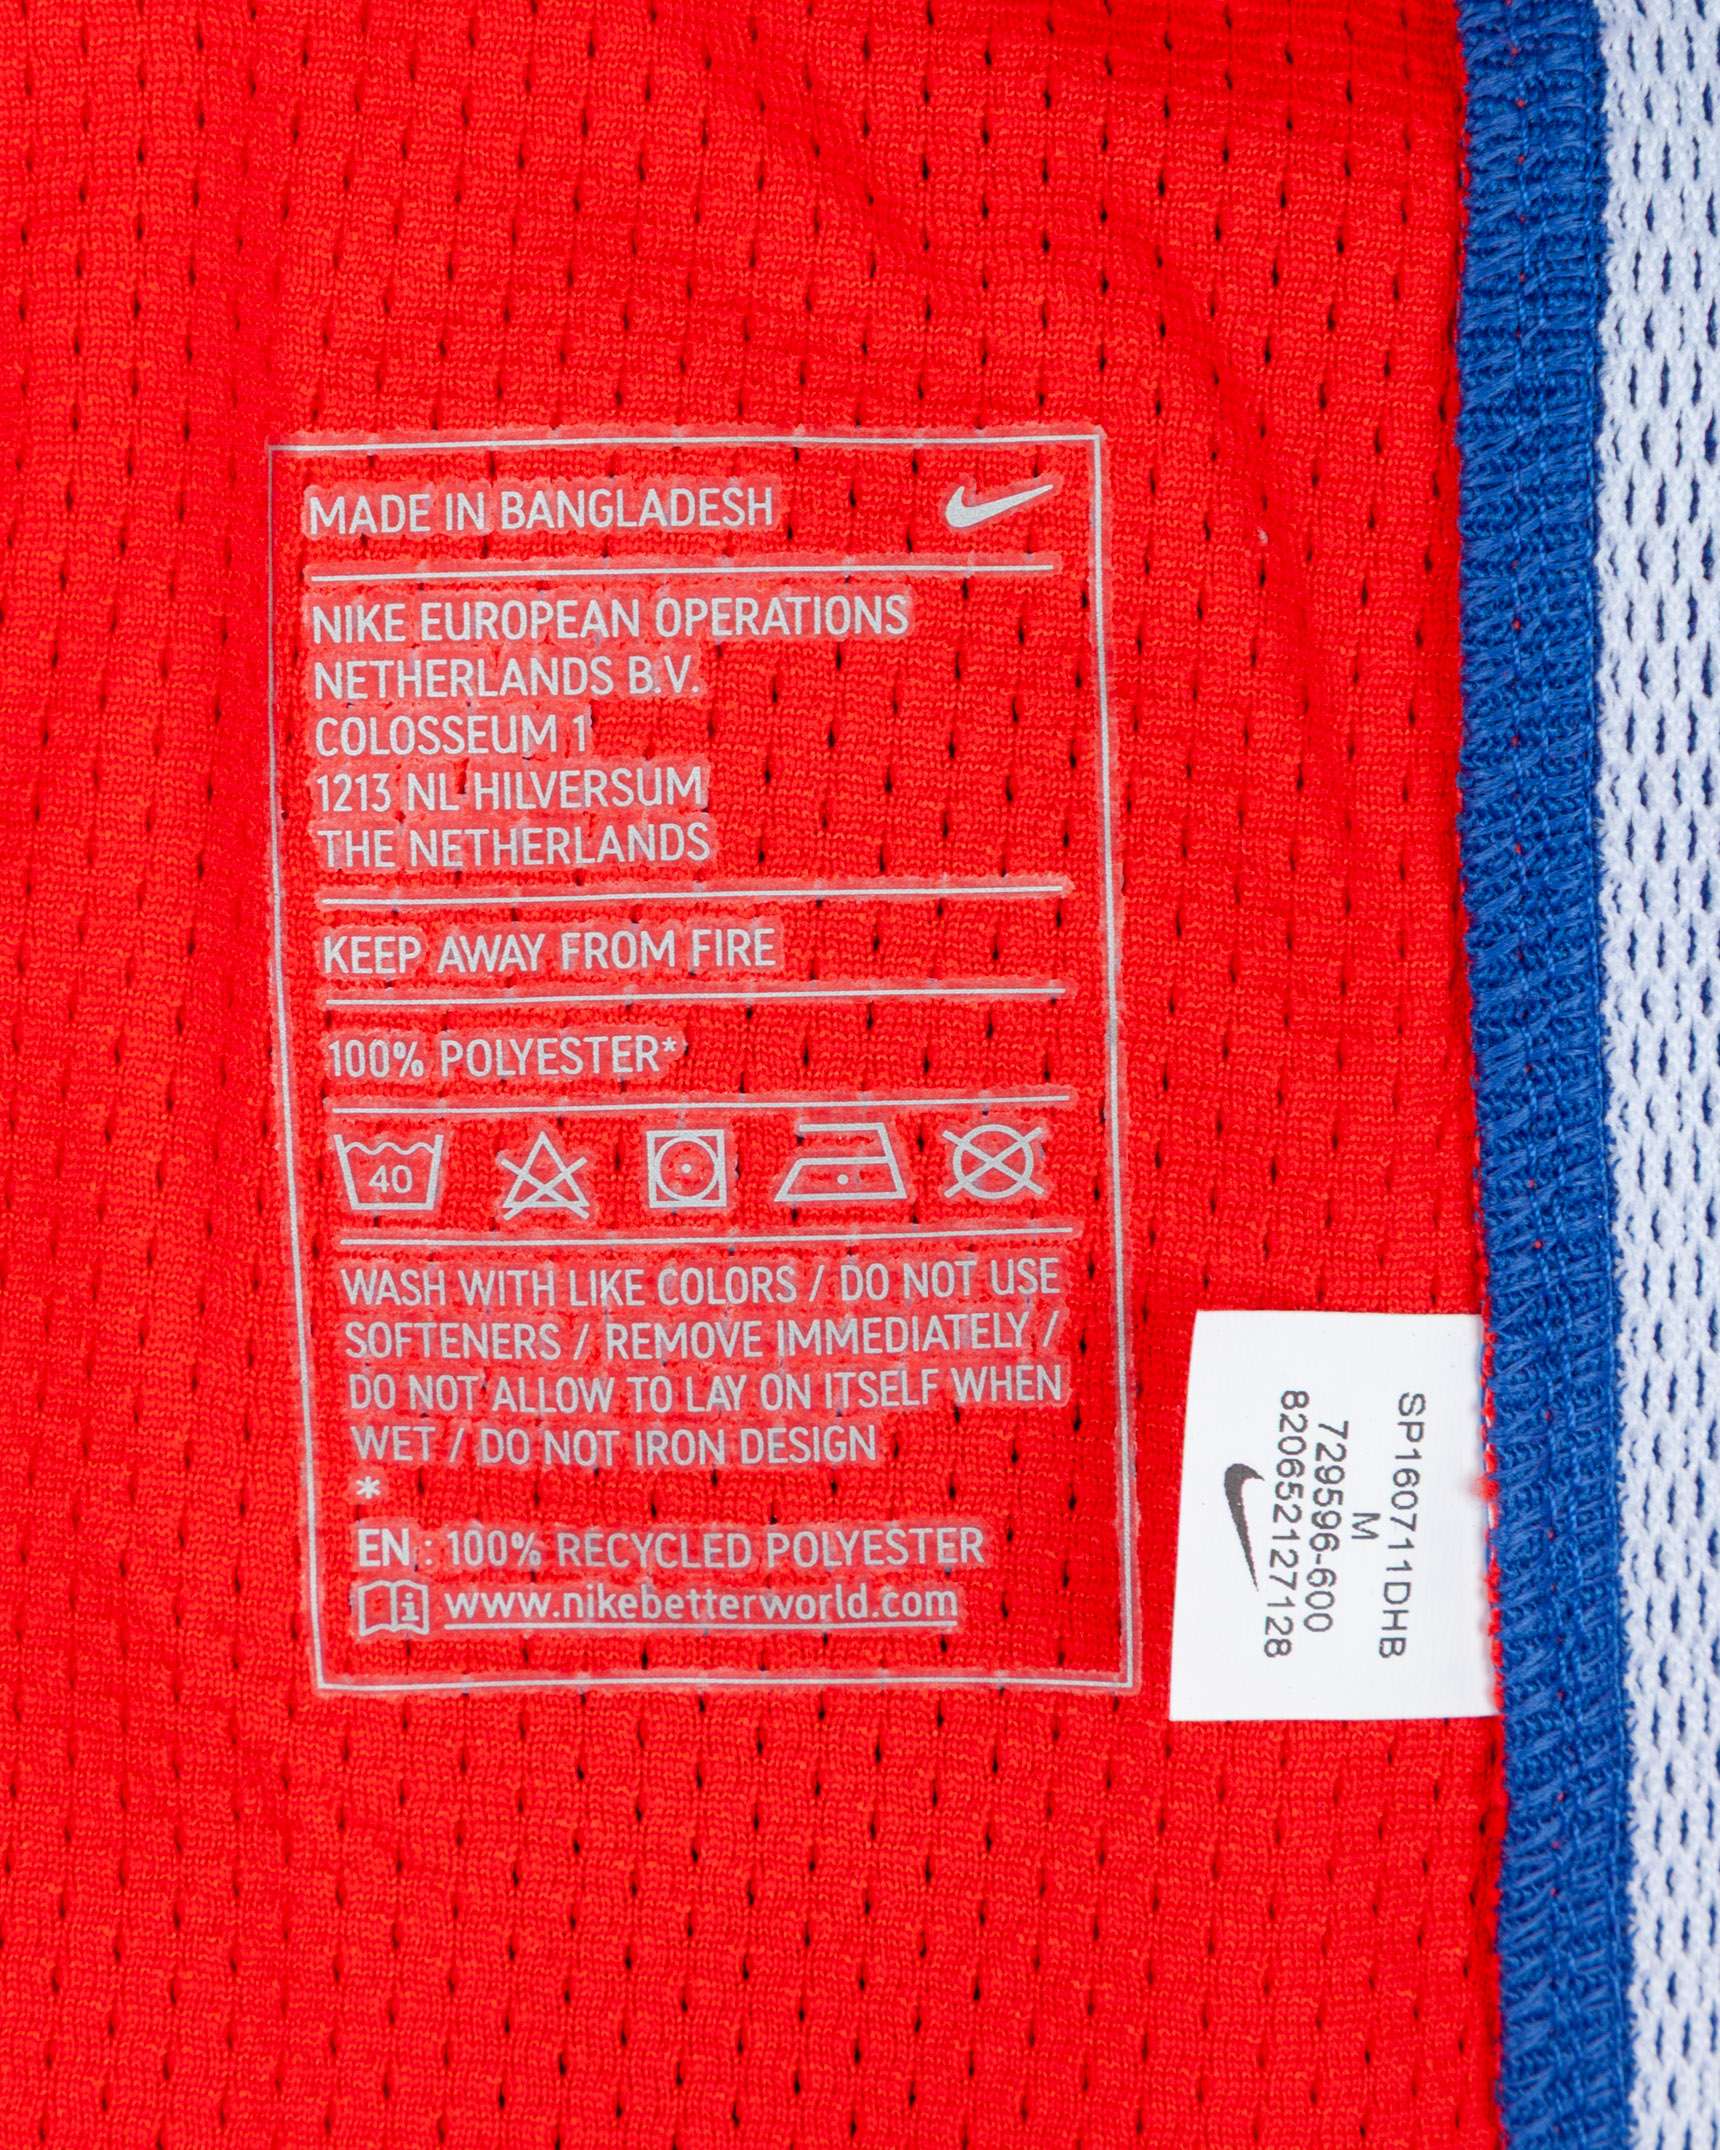 MADE IN BANGLADESH
NIKE EUROPEAN OPERATIONS
NETHERLANDS B.V.
COLOSSEUM 1
1213 NL HILVERSUM
THE NETHERLANDS
KEEP AWAY FROM FIRE
100% POLYESTER*
40
WASH WITH LIKE COLORS / DO NOT USE
SOFTENERS / REMOVE IMMEDIATELY /
DO NOT ALLOW TO LAY ON ITSELF WHEN
WET / DO NOT IRON DESIGN
*
EN : 100% RECYCLED POLYESTER
www.nikebetterworld.com
SP160711DHB
M
729596-600
82065212​7128